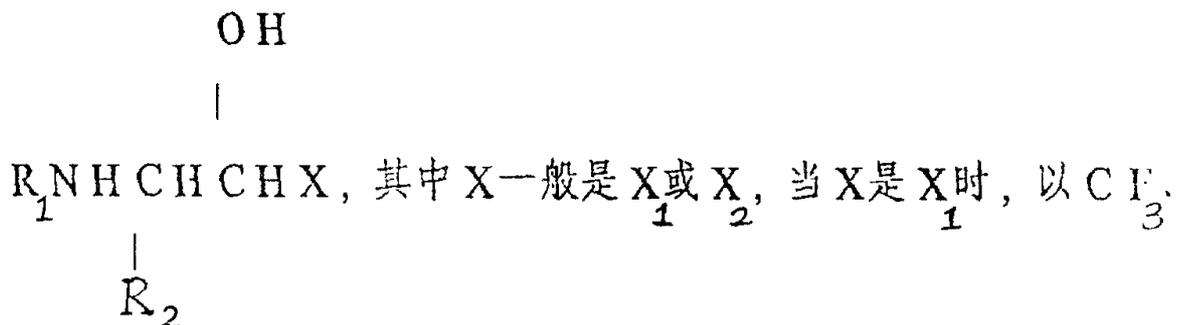 OH
|
R₁NHCHCHX, 其中X一般是X₁或X₂, 当X是X₁时, 以CF₃.
|
R₂